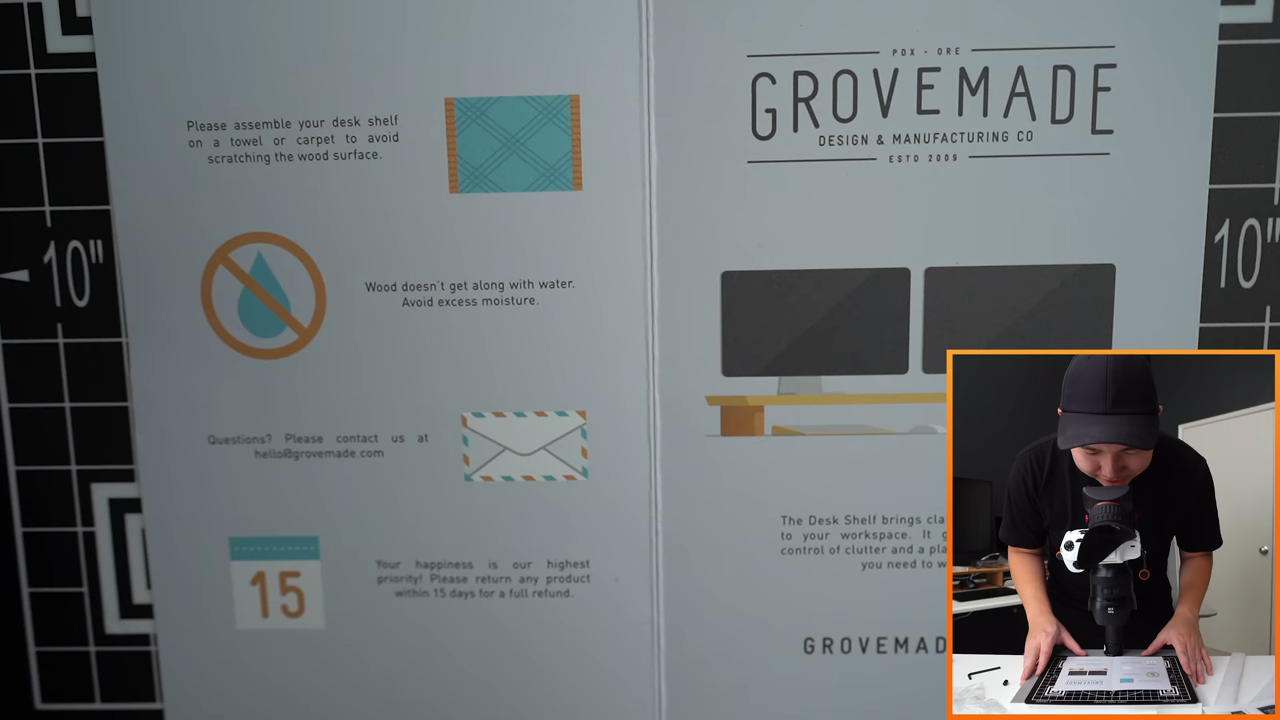 Please assemble your desk shelf
on a towel or carpet to avoid
scratching the wood surface.
Wood doesn't get along with water.
Avoid excess moisture.
Questions? Please contact us at
hello@grovemade.com
15
Your happiness is our highest
priority! Please return any product
within 15 days for a full refund.
PDX - ORE
GROVEMADE
DESIGN & MANUFACTURING CO
ESTD 2009
The Desk Shelf brings
to your workspace. It
control of clutter and a
you need to
GROVEMAD
10"
10"